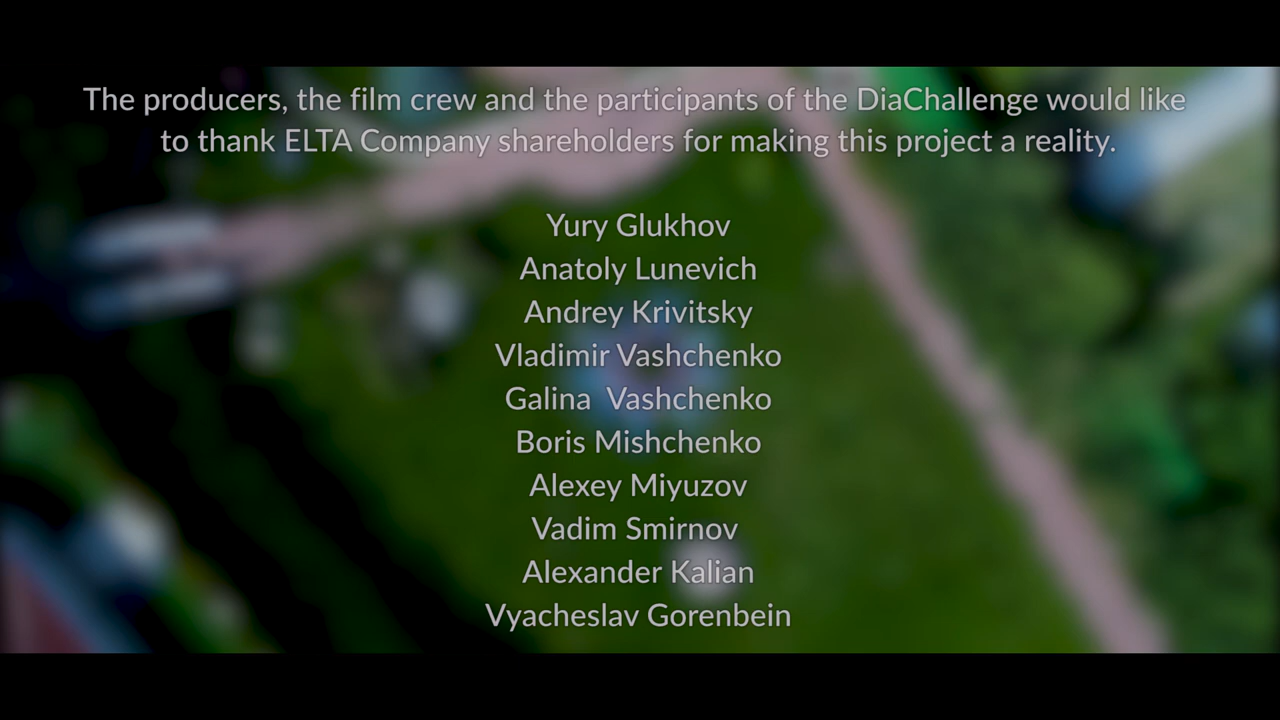 The producers, the film crew and the participants of the DiaChallenge would like
to thank ELTA Company shareholders for making this project a reality.
Yury Glukhov
Anatoly Lunevich
Andrey Krivitsky
Vladimir Vashchenko
Galina Vashchenko
Boris Mishchenko
Alexey Miyuzov
Vadim Smirnov
Alexander Kalian
Vyacheslav Gorenbein